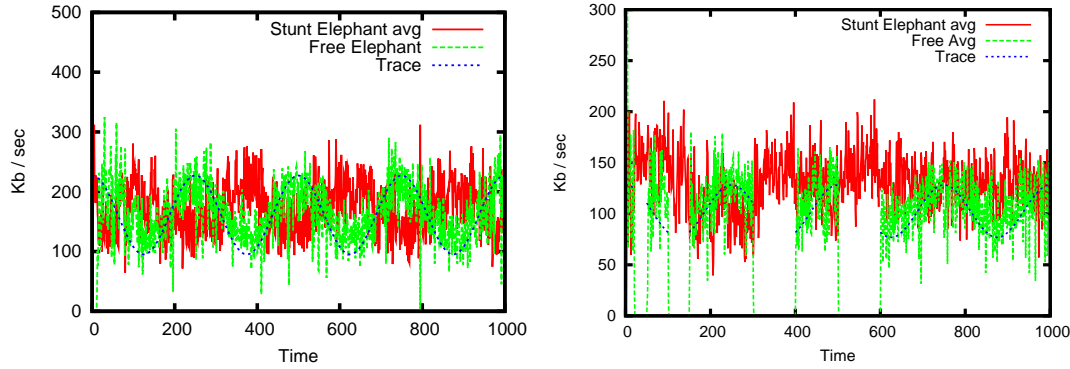 500
400
300
200
100
0
Kb / sec
0 200 400 600 800 1000
Time
Stunt Elephant avg
Free Elephant
Trace
300
250
200
150
100
50
0
Kb / sec
0 200 400 600 800 1000
Time
Stunt Elephant avg
Free Avg
Trace